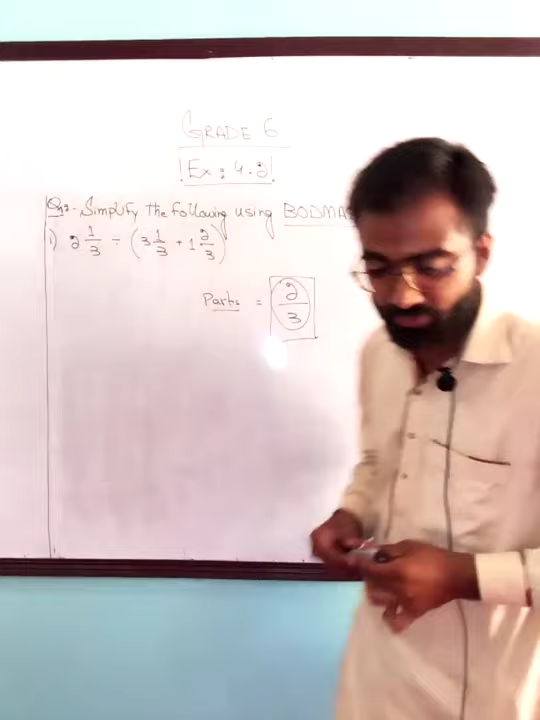 GRADE 6
Ex: 4.2
Q2. Simplify the following using BODMA
i) 2 1/3 ÷ (3 1/3 + 1 2/3)
Parts = 2/3